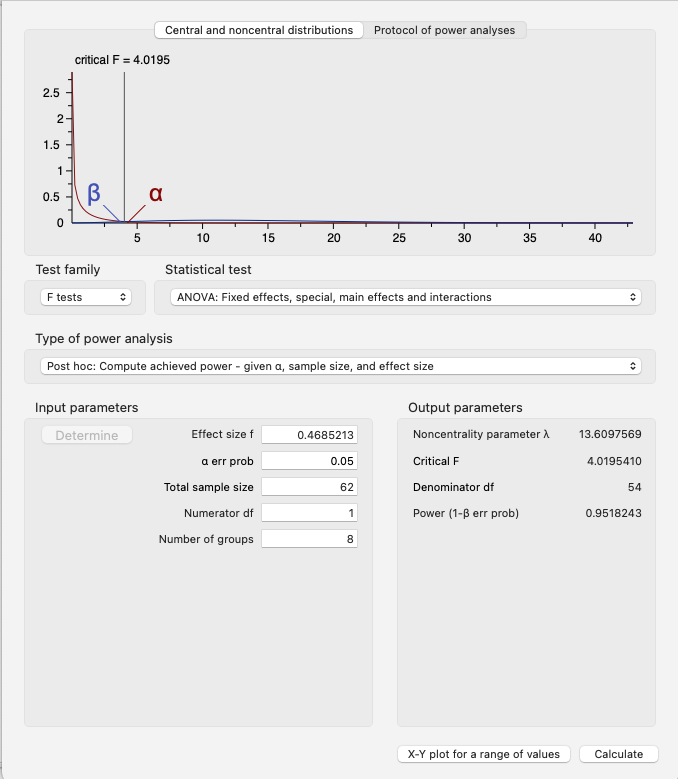 Central and noncentral distributions Protocol of power analyses
critical F = 4.0195
2.5
2
1.5
1
0.5
0
β α
5 10 15 20 25 30 35 40
Test family Statistical test
F tests ANOVA: Fixed effects, special, main effects and interactions
Type of power analysis
Post hoc: Compute achieved power - given α, sample size, and effect size
Input parameters Output parameters
Determine Effect size f 0.4685213 Noncentrality parameter λ 13.6097569
α err prob 0.05 Critical F 4.0195410
Total sample size 62 Denominator df 54
Numerator df 1 Power (1-β err prob) 0.9518243
Number of groups 8
X-Y plot for a range of values Calculate